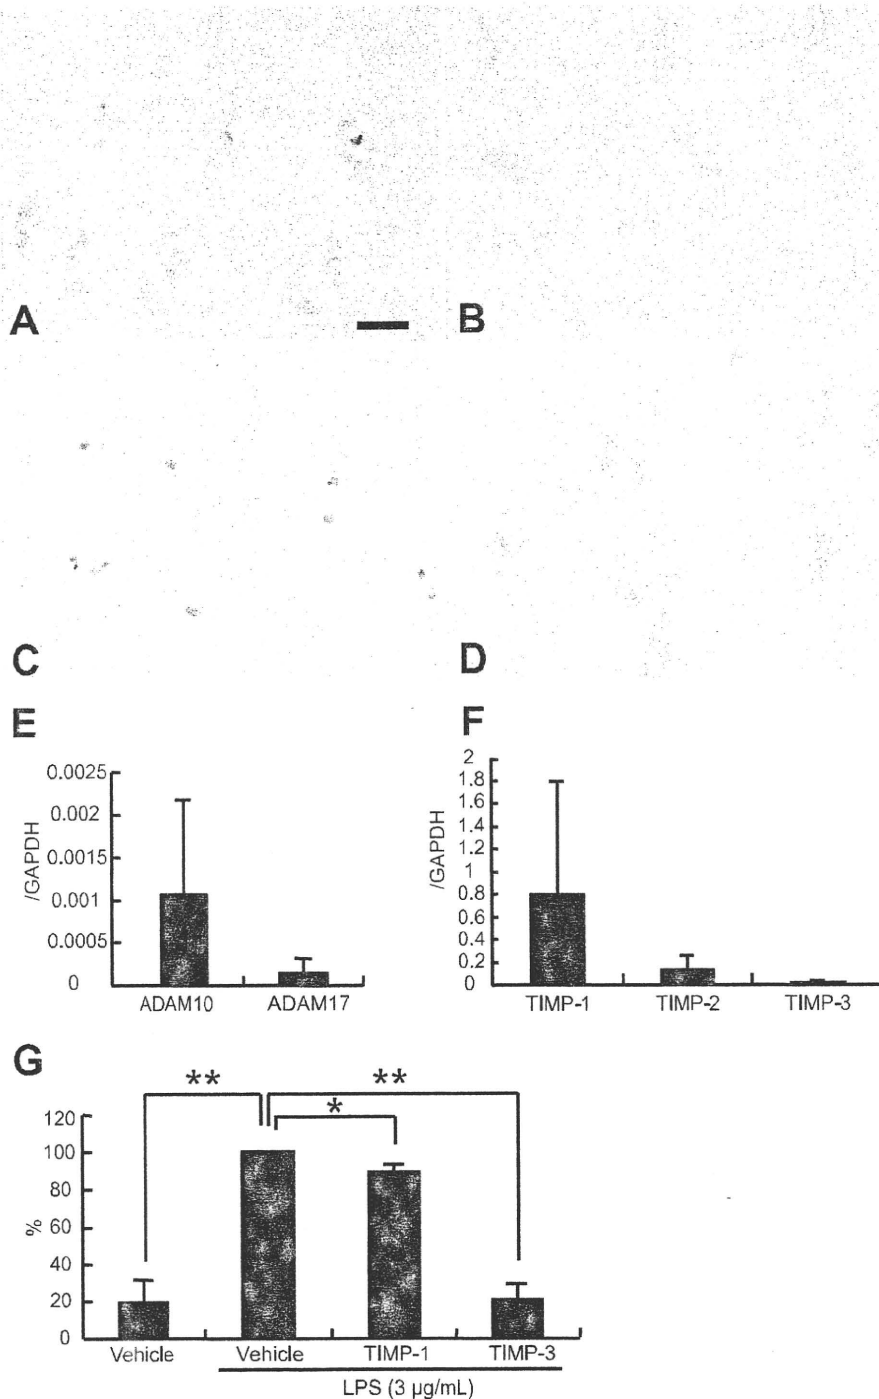 A
B
C
D
E
F
/GAPDH
0.0025
0.002
0.0015
0.001
0.0005
0
ADAM10 ADAM17
/GAPDH
2
1.8
1.6
1.4
1.2
1
0.8
0.6
0.4
0.2
0
TIMP-1 TIMP-2 TIMP-3
G
** **
*
%
120
100
80
60
40
20
0
Vehicle Vehicle TIMP-1 TIMP-3
LPS (3 µg/mL)